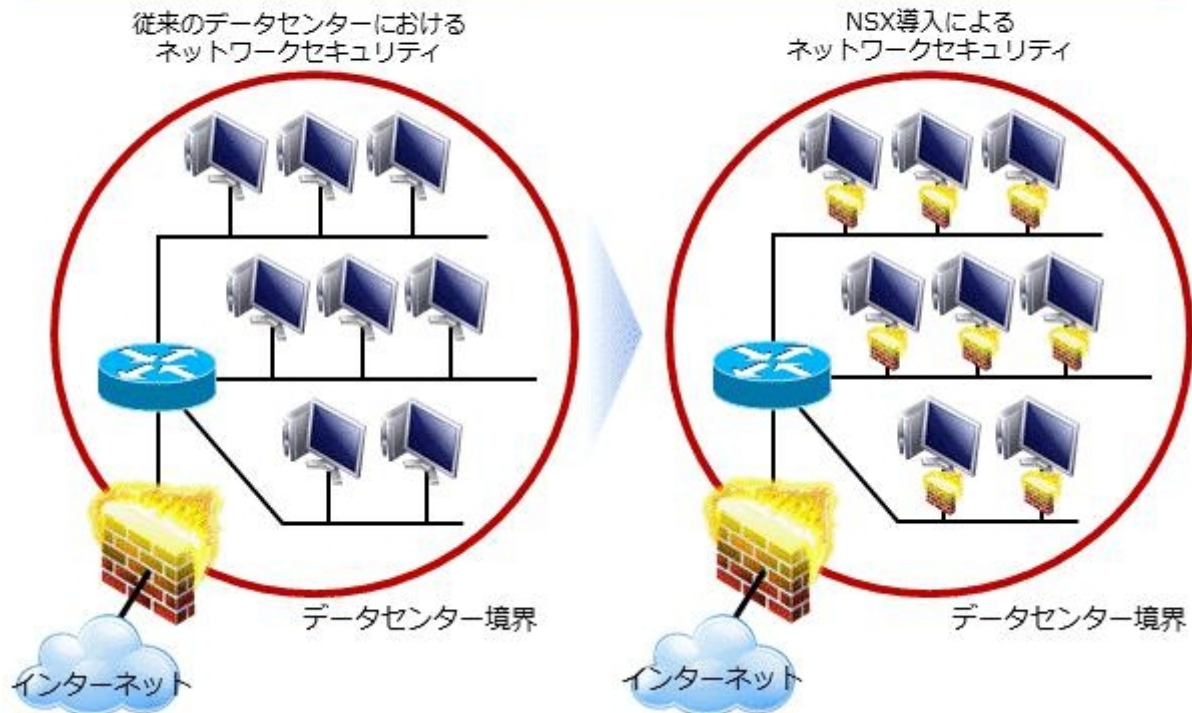 従来のデータセンターにおける
ネットワークセキュリティ
データセンター境界
インターネット
NSX導入による
ネットワークセキュリティ
データセンター境界
インターネット